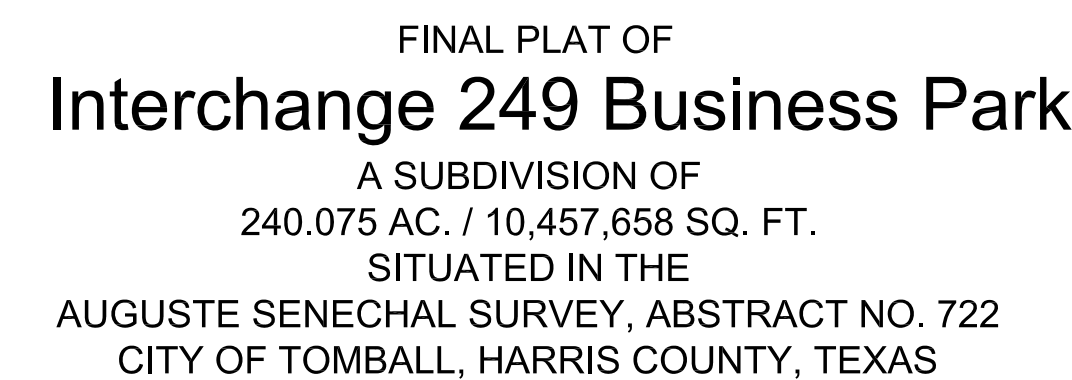 FINAL PLAT OF
Interchange 249 Business Park
A SUBDIVISION OF
240.075 AC. / 10,457,658 SQ. FT.
SITUATED IN THE
AUGUSTE SENECHAL SURVEY, ABSTRACT NO. 722
CITY OF TOMBALL, HARRIS COUNTY, TEXAS